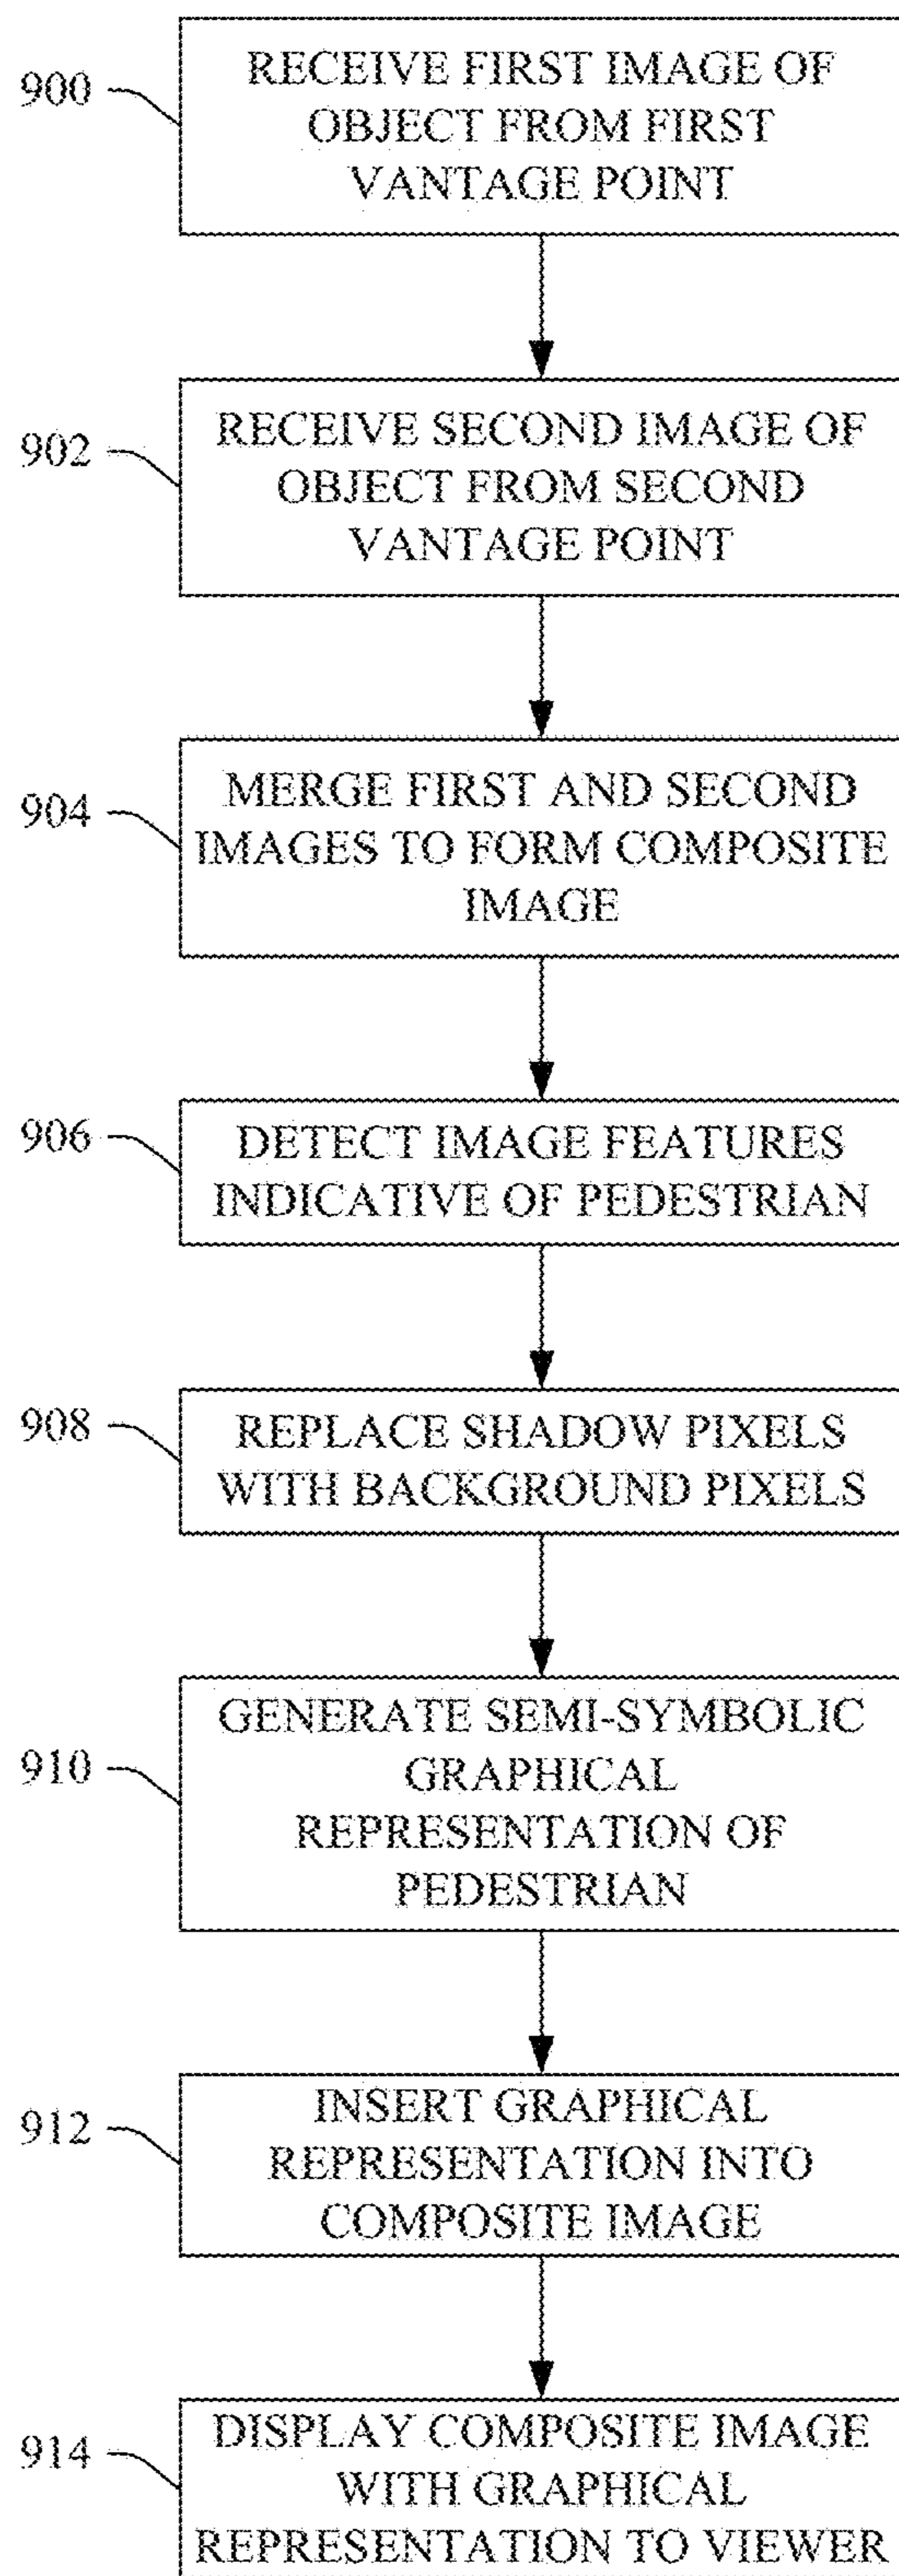 900
RECEIVE FIRST IMAGE OF
OBJECT FROM FIRST
VANTAGE POINT
902
RECEIVE SECOND IMAGE OF
OBJECT FROM SECOND
VANTAGE POINT
904
MERGE FIRST AND SECOND
IMAGES TO FORM COMPOSITE
IMAGE
906
DETECT IMAGE FEATURES
INDICATIVE OF PEDESTRIAN
908
REPLACE SHADOW PIXELS
WITH BACKGROUND PIXELS
910
GENERATE SEMI-SYMBOLIC
GRAPHICAL
REPRESENTATION OF
PEDESTRIAN
912
INSERT GRAPHICAL
REPRESENTATION INTO
COMPOSITE IMAGE
914
DISPLAY COMPOSITE IMAGE
WITH GRAPHICAL
REPRESENTATION TO VIEWER